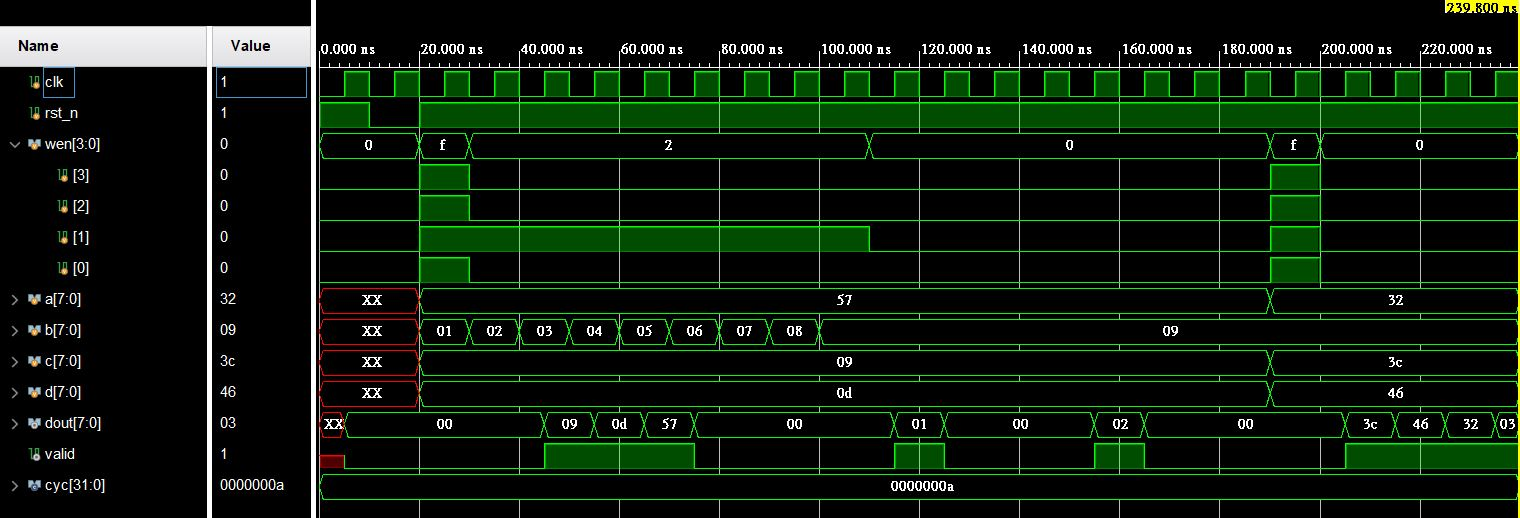 239.800 ns
Name Value 0.000 ns 20.000 ns 40.000 ns 60.000 ns 80.000 ns 100.000 ns 120.000 ns 140.000 ns 160.000 ns 180.000 ns 200.000 ns 220.000 ns
clk 1
rst_n 1
wen[3:0] 0 0 f 2 0 f 0
[3] 0
[2] 0
[1] 0
[0] 0
a[7:0] 32 XX 57 32
b[7:0] 09 XX 01 02 03 04 05 06 07 08 09
c[7:0] 3c XX 09 3c
d[7:0] 46 XX 0d 46
dout[7:0] 03 XX 00 09 0d 57 00 01 00 02 00 3c 46 32 03
valid 1
cyc[31:0] 0000000a 0000000a